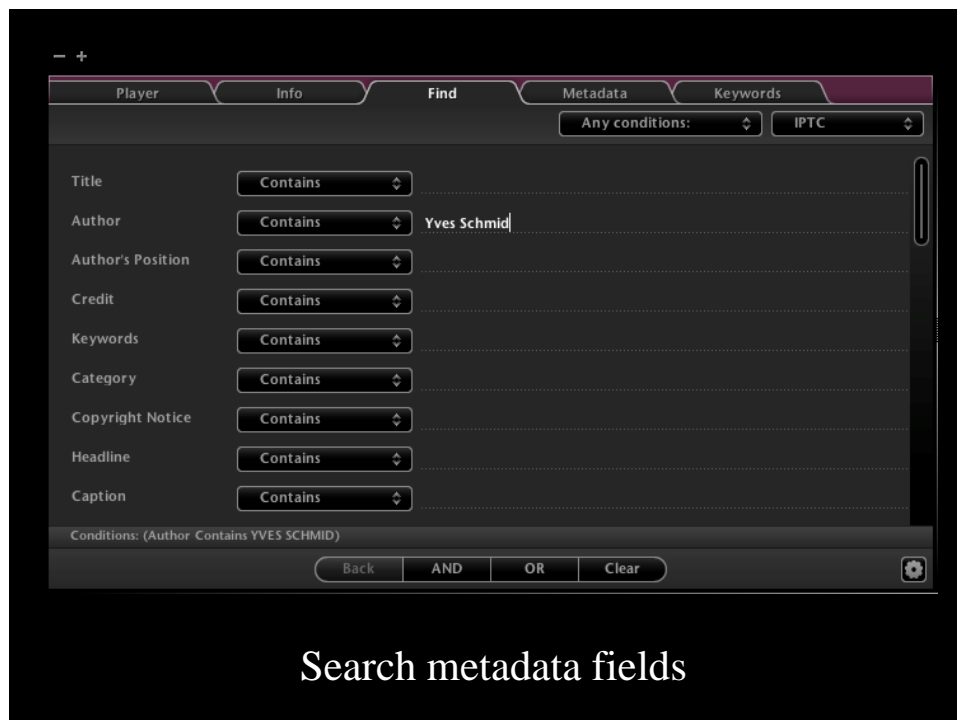 − +
Player Info Find Metadata Keywords
Any conditions: IPTC
Title Contains
Author Contains Yves Schmid
Author's Position Contains
Credit Contains
Keywords Contains
Category Contains
Copyright Notice Contains
Headline Contains
Caption Contains
Conditions: (Author Contains YVES SCHMID)
Back AND OR Clear
Search metadata fields